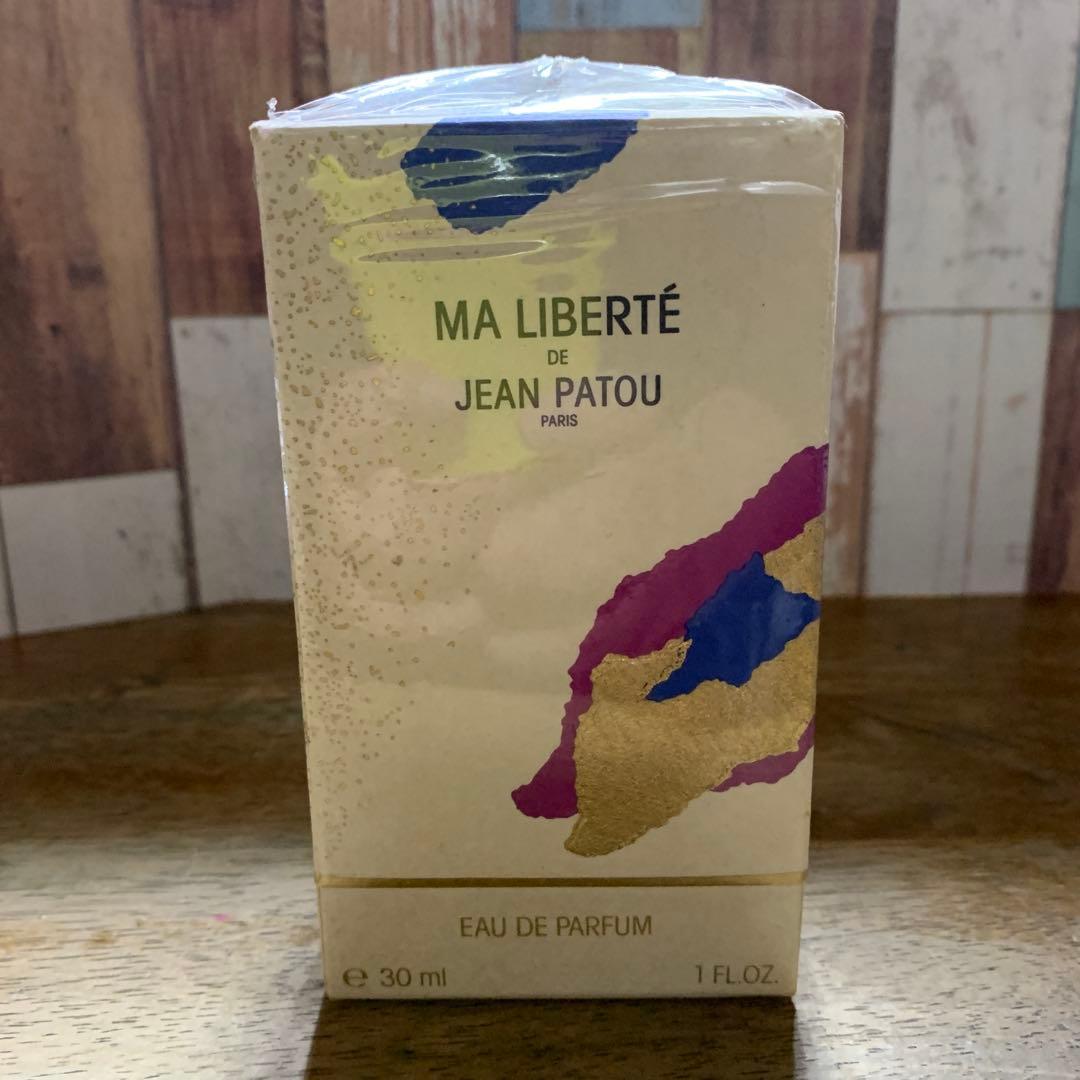 MA LIBERTÉ
DE
JEAN PATOU
PARIS
EAU DE PARFUM
℮ 30 ml 1 FL.OZ.